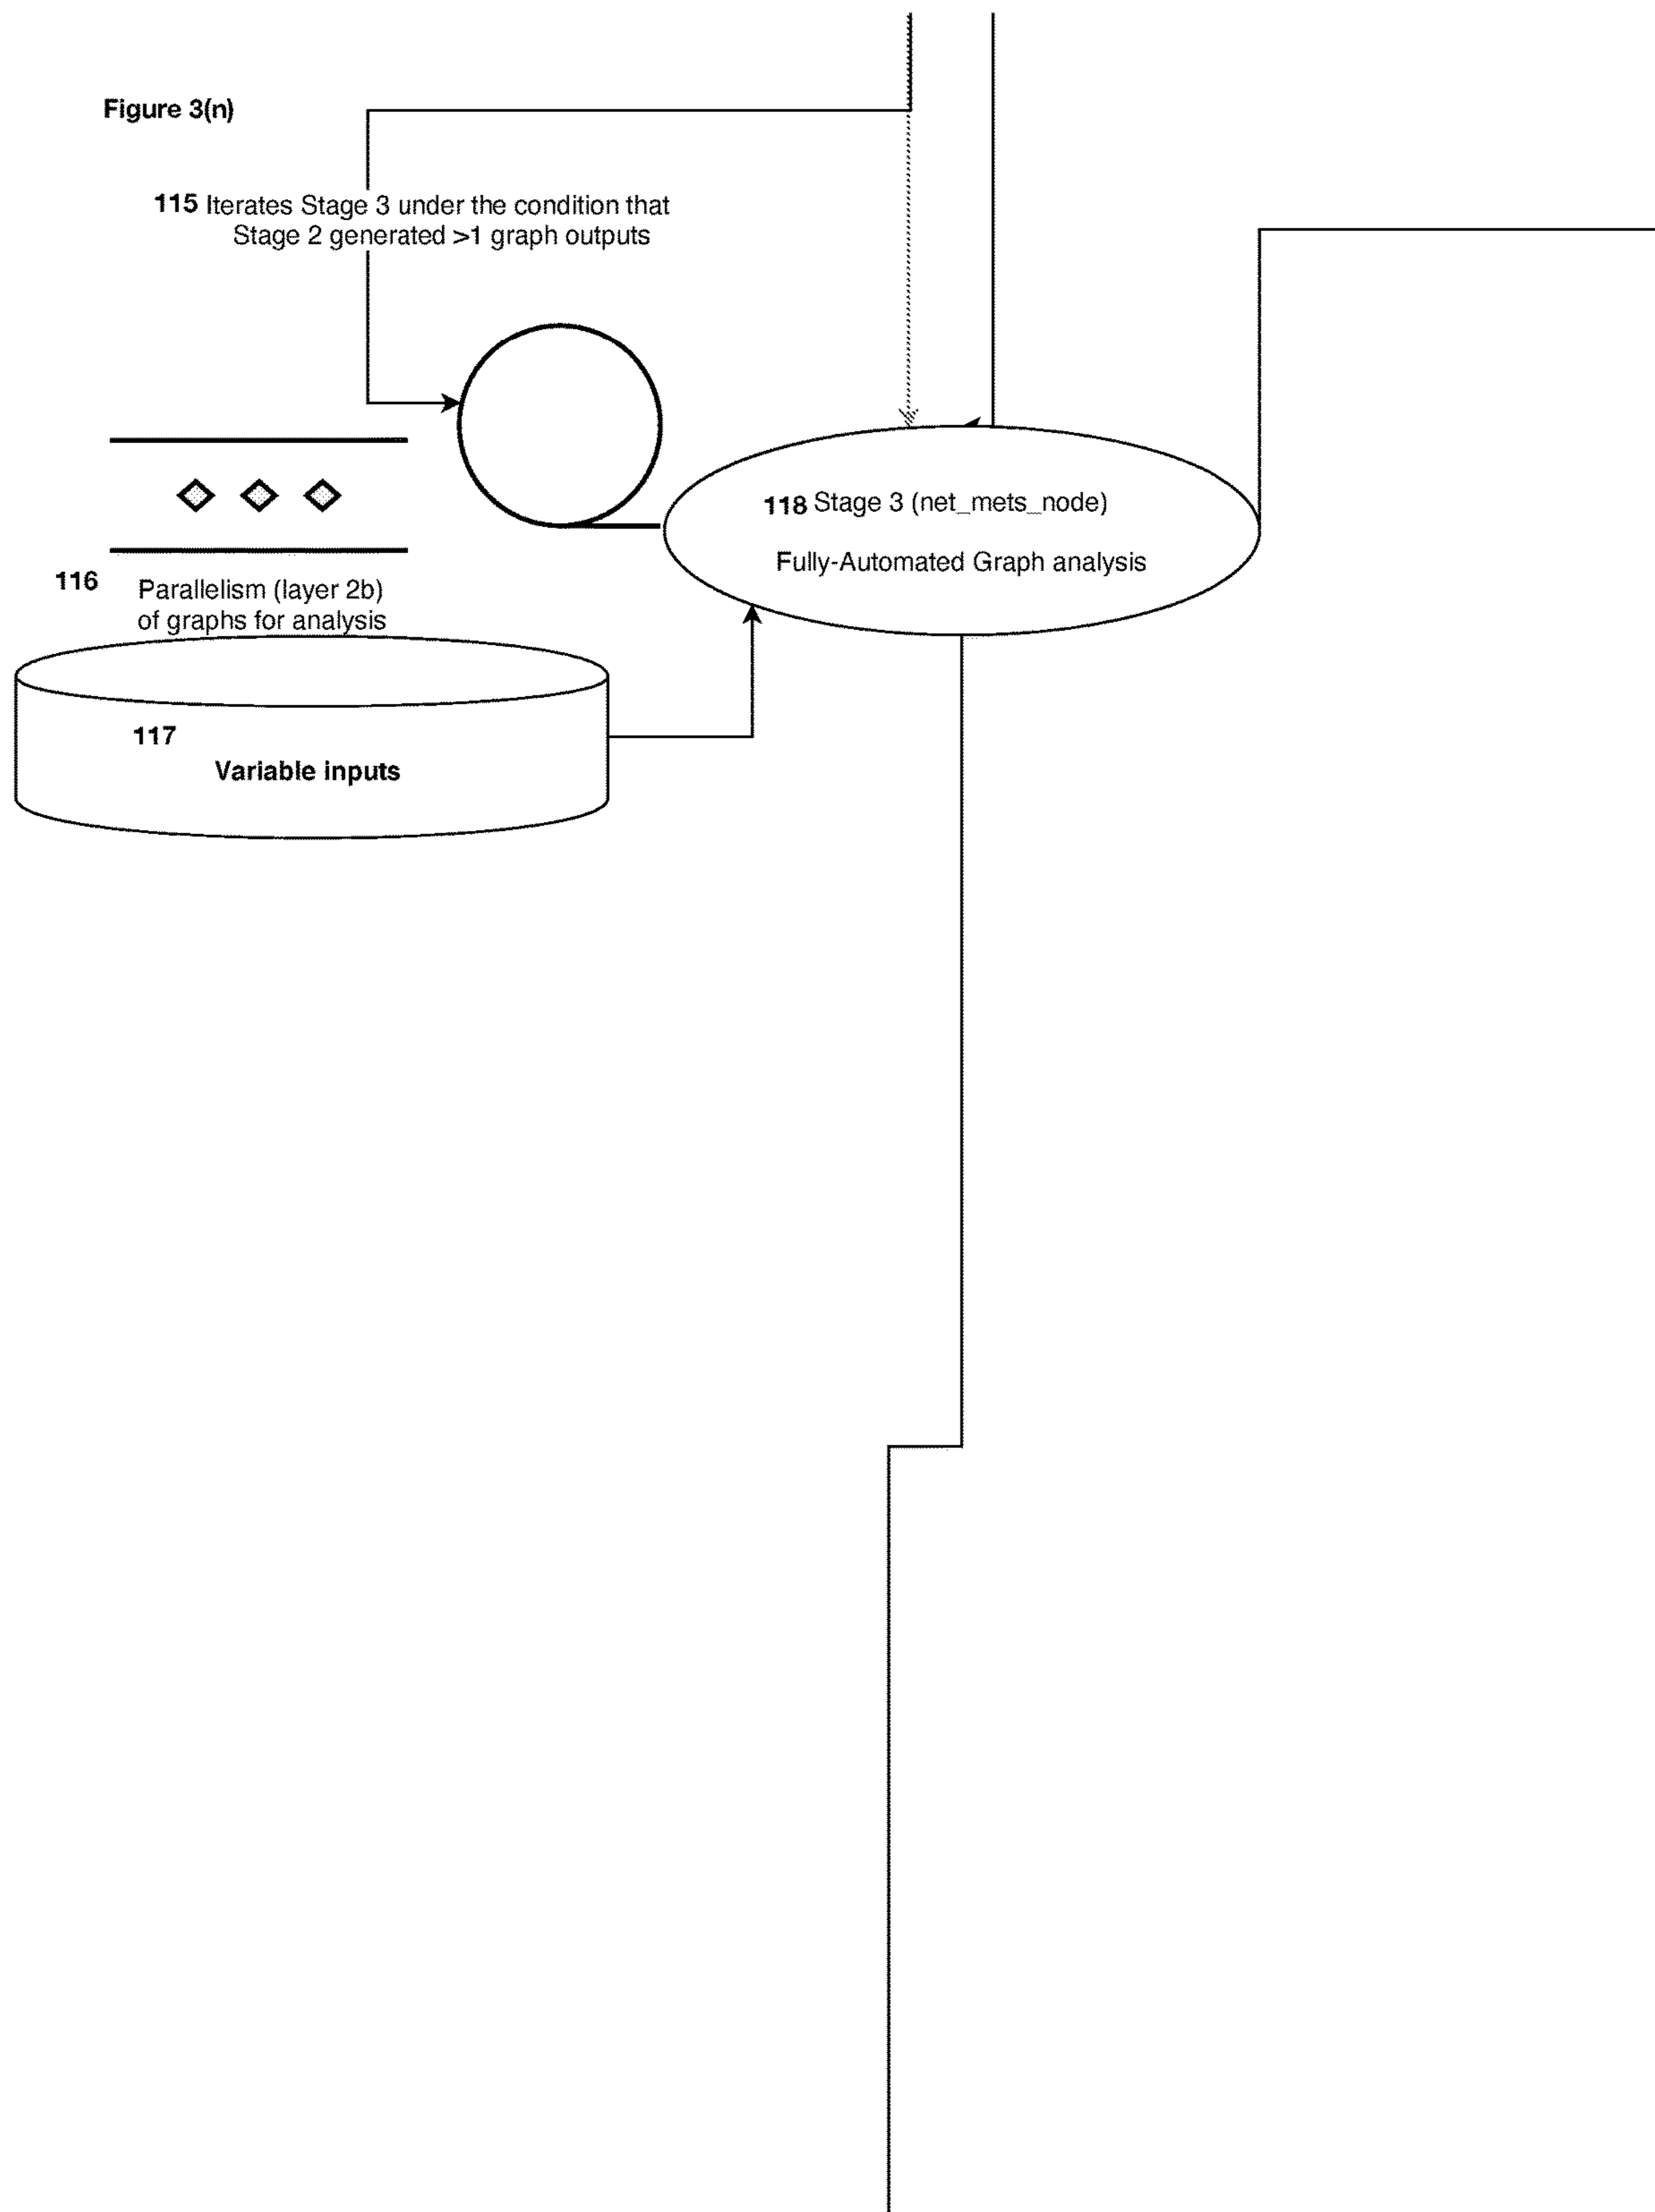 Figure 3(n)
115 Iterates Stage 3 under the condition that
Stage 2 generated >1 graph outputs
118 Stage 3 (net_mets_node)
Fully-Automated Graph analysis
116 Parallelism (layer 2b)
of graphs for analysis
117
Variable inputs